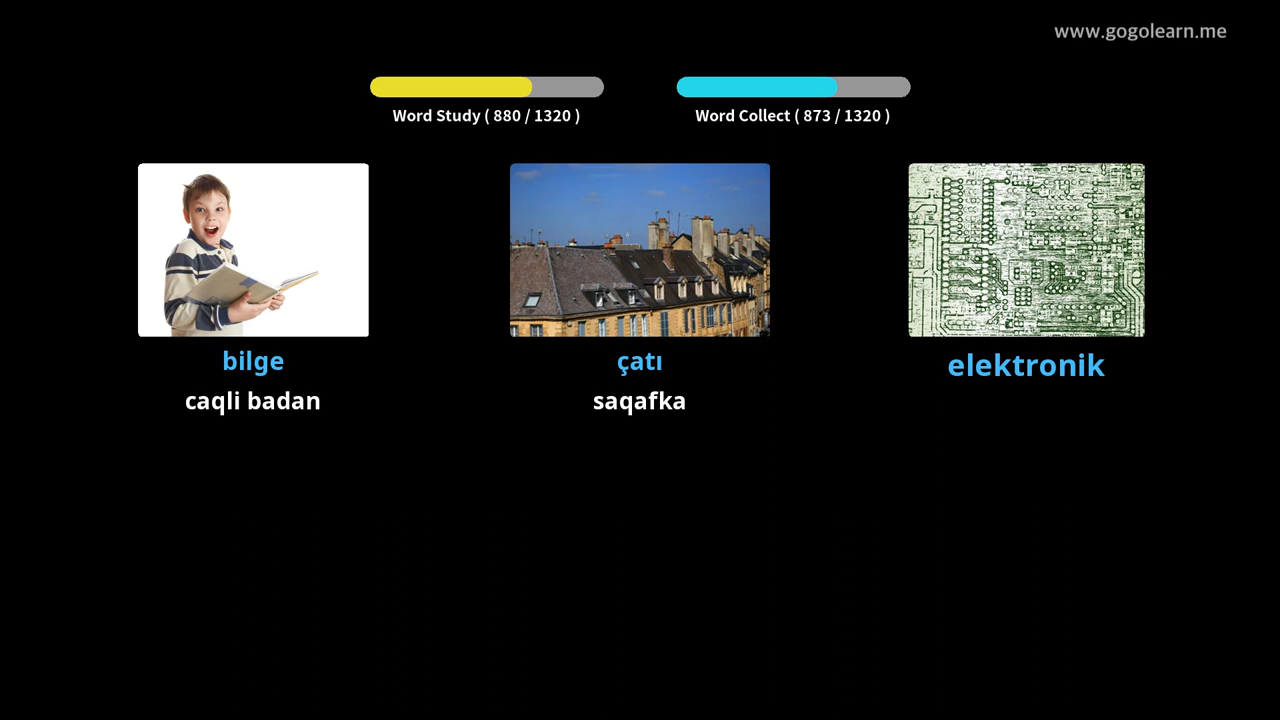 www.gogolearn.me
Word Study ( 880 / 1320 )
Word Collect ( 873 / 1320 )
bilge
caqli badan
çatı
saqafka
elektronik